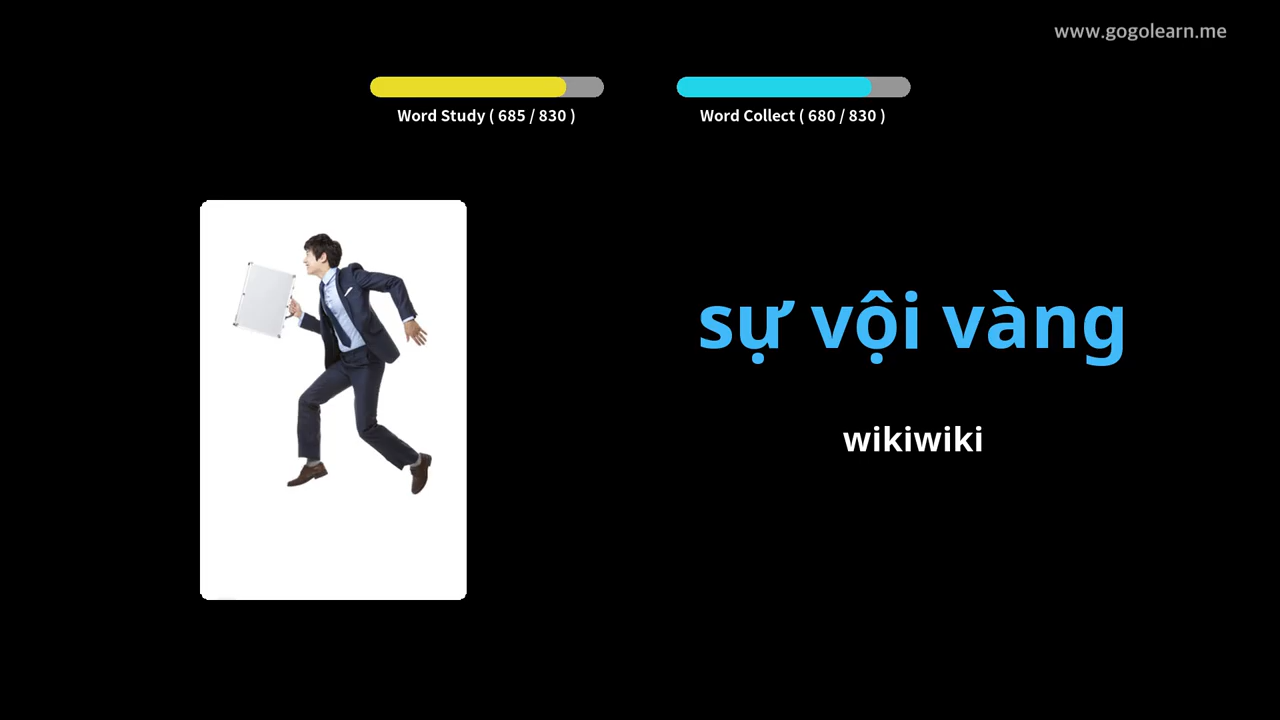 www.gogolearn.me
Word Study ( 685 / 830 )
Word Collect ( 680 / 830 )
sự vội vàng
wikiwiki